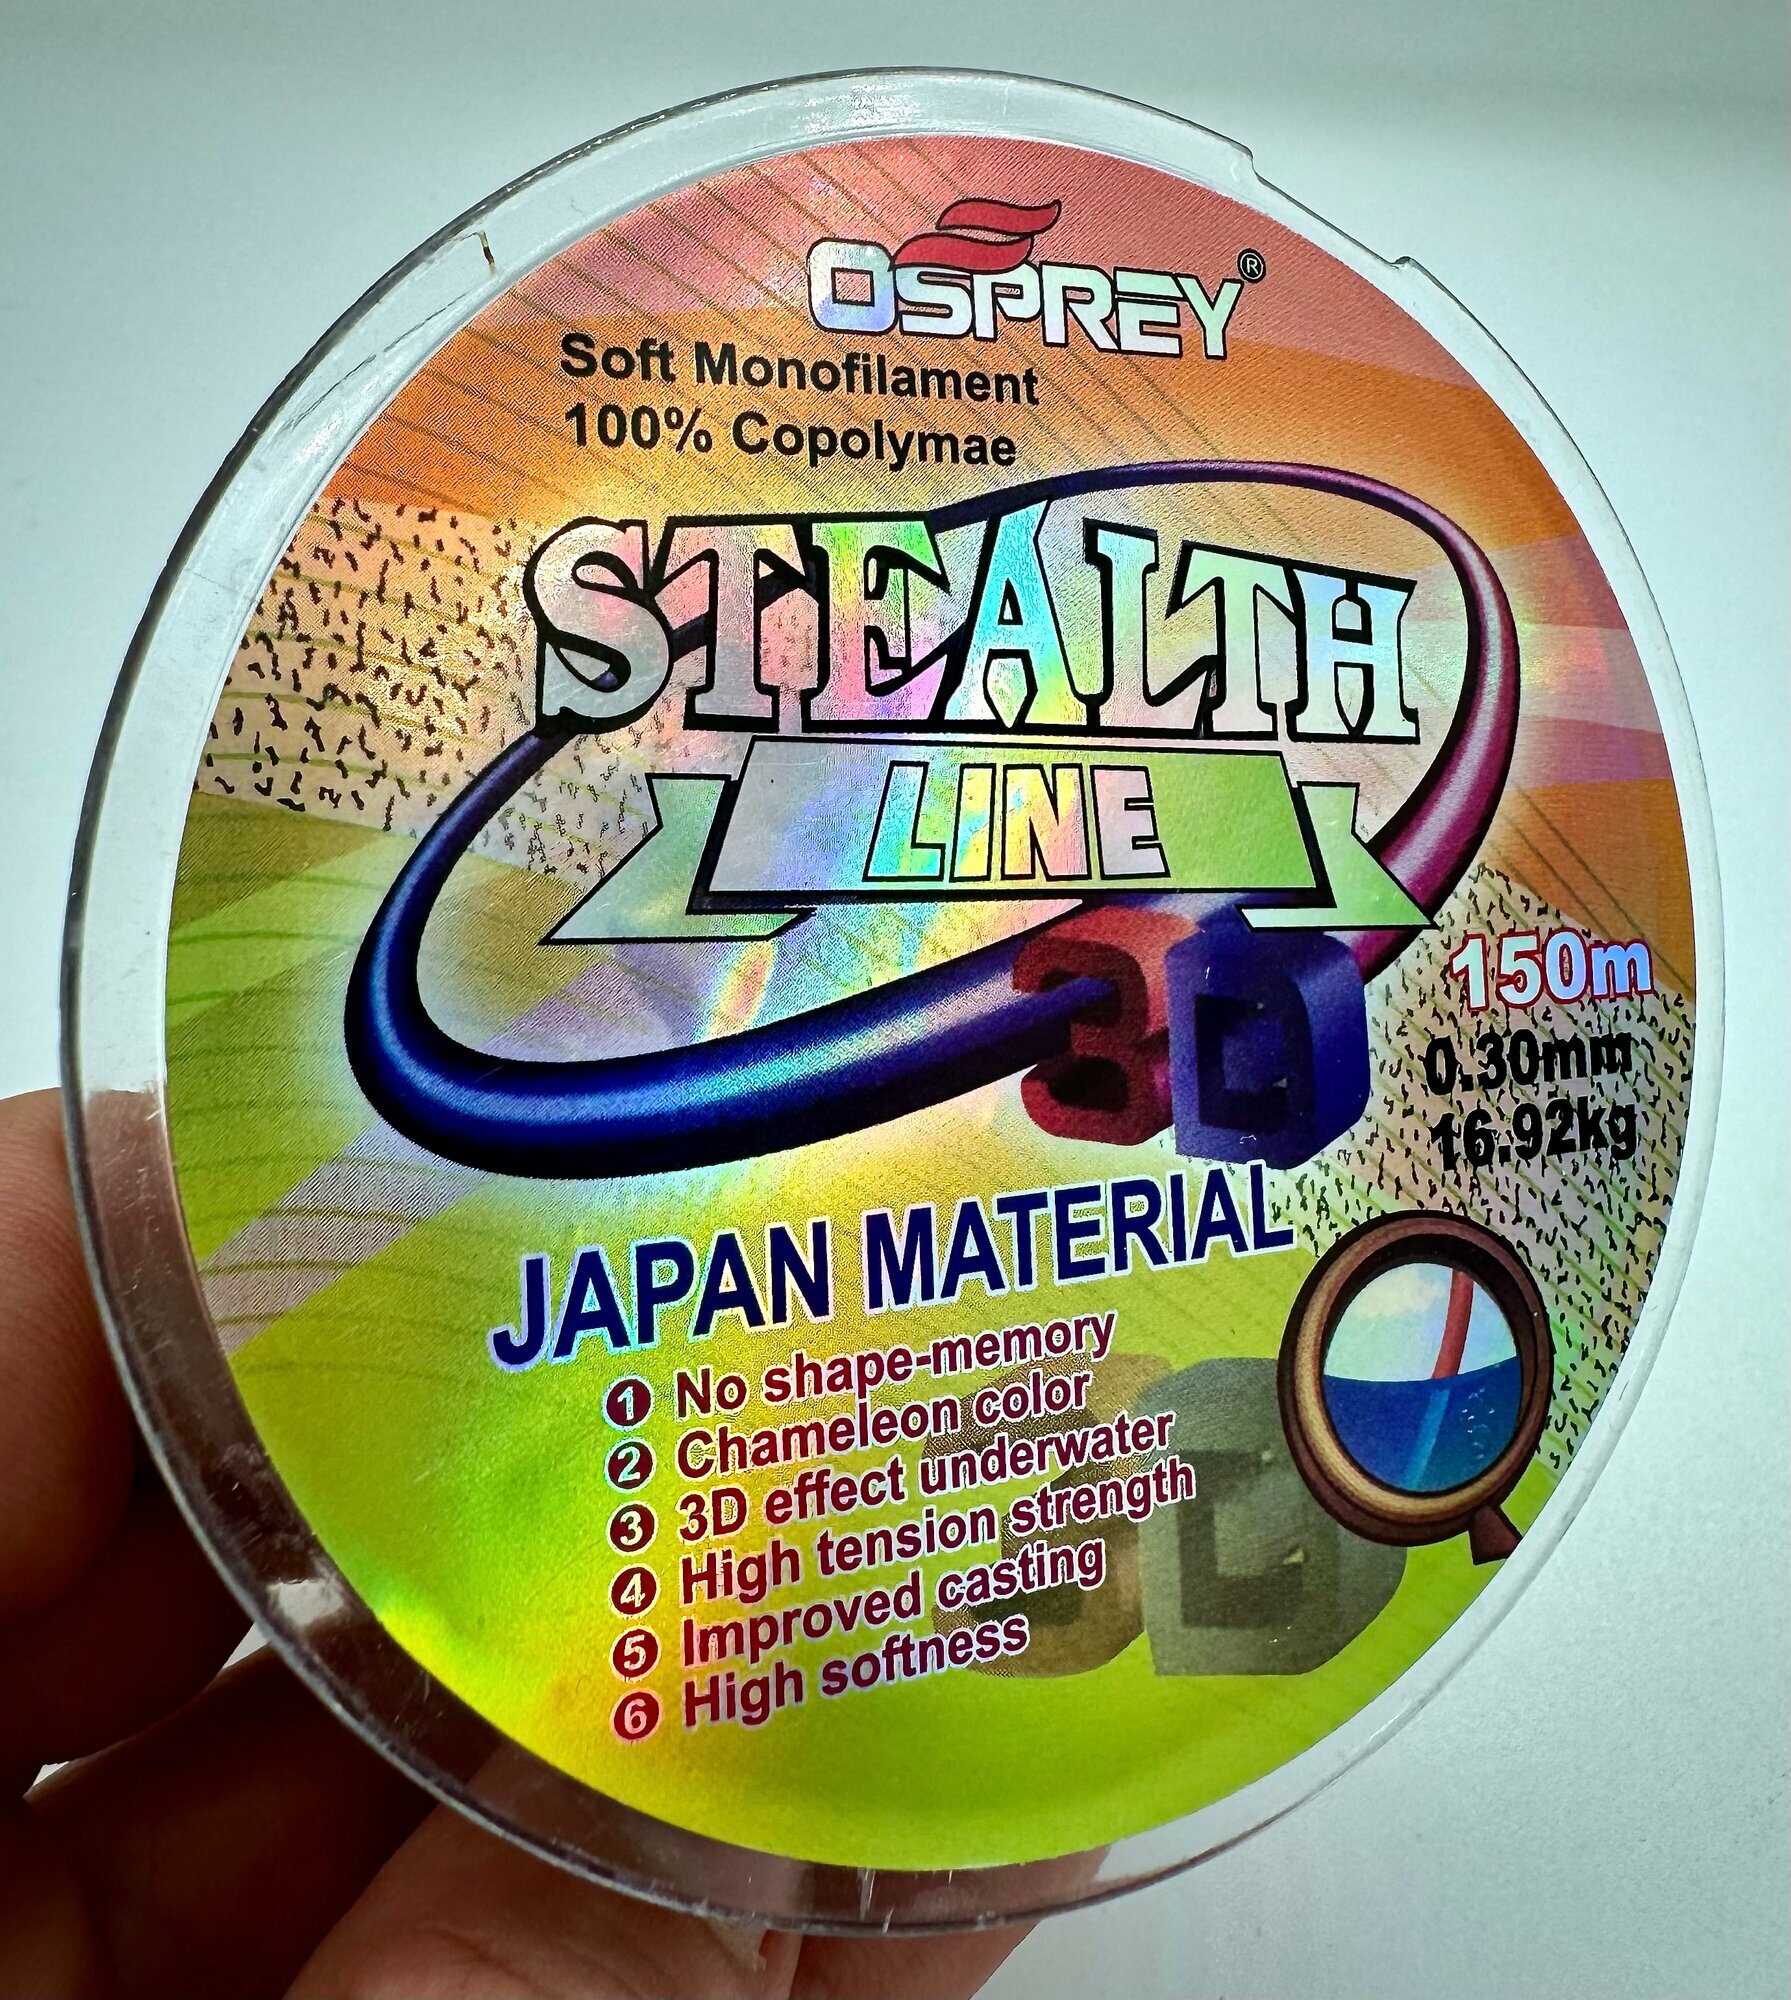 OSPREY®
Soft Monofilament
100% Copolymae
STEALTH
LINE
3D
150m
0.30mm
16.92kg
JAPAN MATERIAL
1 No shape-memory
2 Chameleon color
3 3D effect underwater
4 High tension strength
5 Improved casting
6 High softness
3D